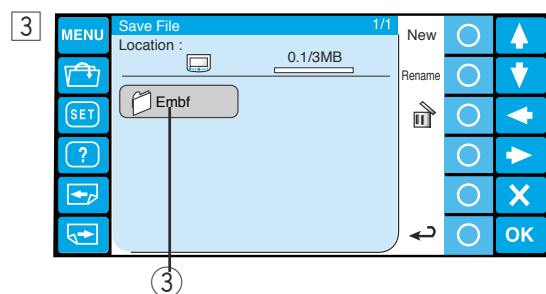 3
MENU
Save File 1/1
New
Location :
0.1/3MB
Rename
Embf
SET
?
OK
3